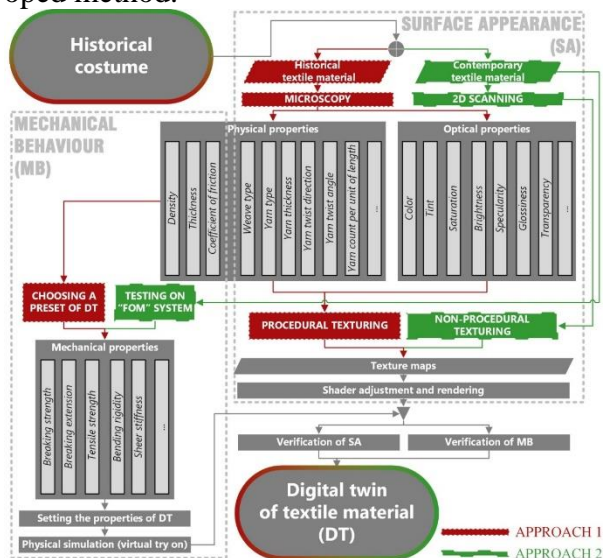 oped method.
SURFACE APPEARANCE
(SA)
Historical
costume
Historical
textile material
Contemporary
textile material
MICROSCOPY
2D SCANNING
MECHANICAL
BEHAVIOUR
(MB)
Physical properties
Optical properties
Density
Thickness
Coefficient of friction
Weave type
Yarn type
Yarn thickness
Yarn twist direction
Yarn twist angle
Yarn count per unit of length
...
Color
Tint
Saturation
Brightness
Specularity
Glossiness
Transparency
...
CHOOSING A
PRESET OF DT
TESTING ON
"FOM" SYSTEM
PROCEDURAL TEXTURING
NON-PROCEDURAL
TEXTURING
Mechanical properties
Breaking strength
Breaking extension
Tensile strength
Bending rigidity
Sheer stiffness
...
Texture maps
Shader adjustment and rendering
Verification of SA
Verification of MB
Setting the properties of DT
Physical simulation (virtual try on)
Digital twin
of textile material
(DT)
APPROACH 1
APPROACH 2